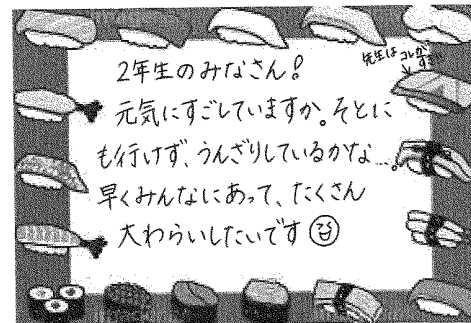 2年生のみなさん!
先生はコレが
すき!!
元気にすごしていますか。そとに
も行けず、うんざりしているかな…。
早くみんなにあって、たくさん
大わらいしたいです